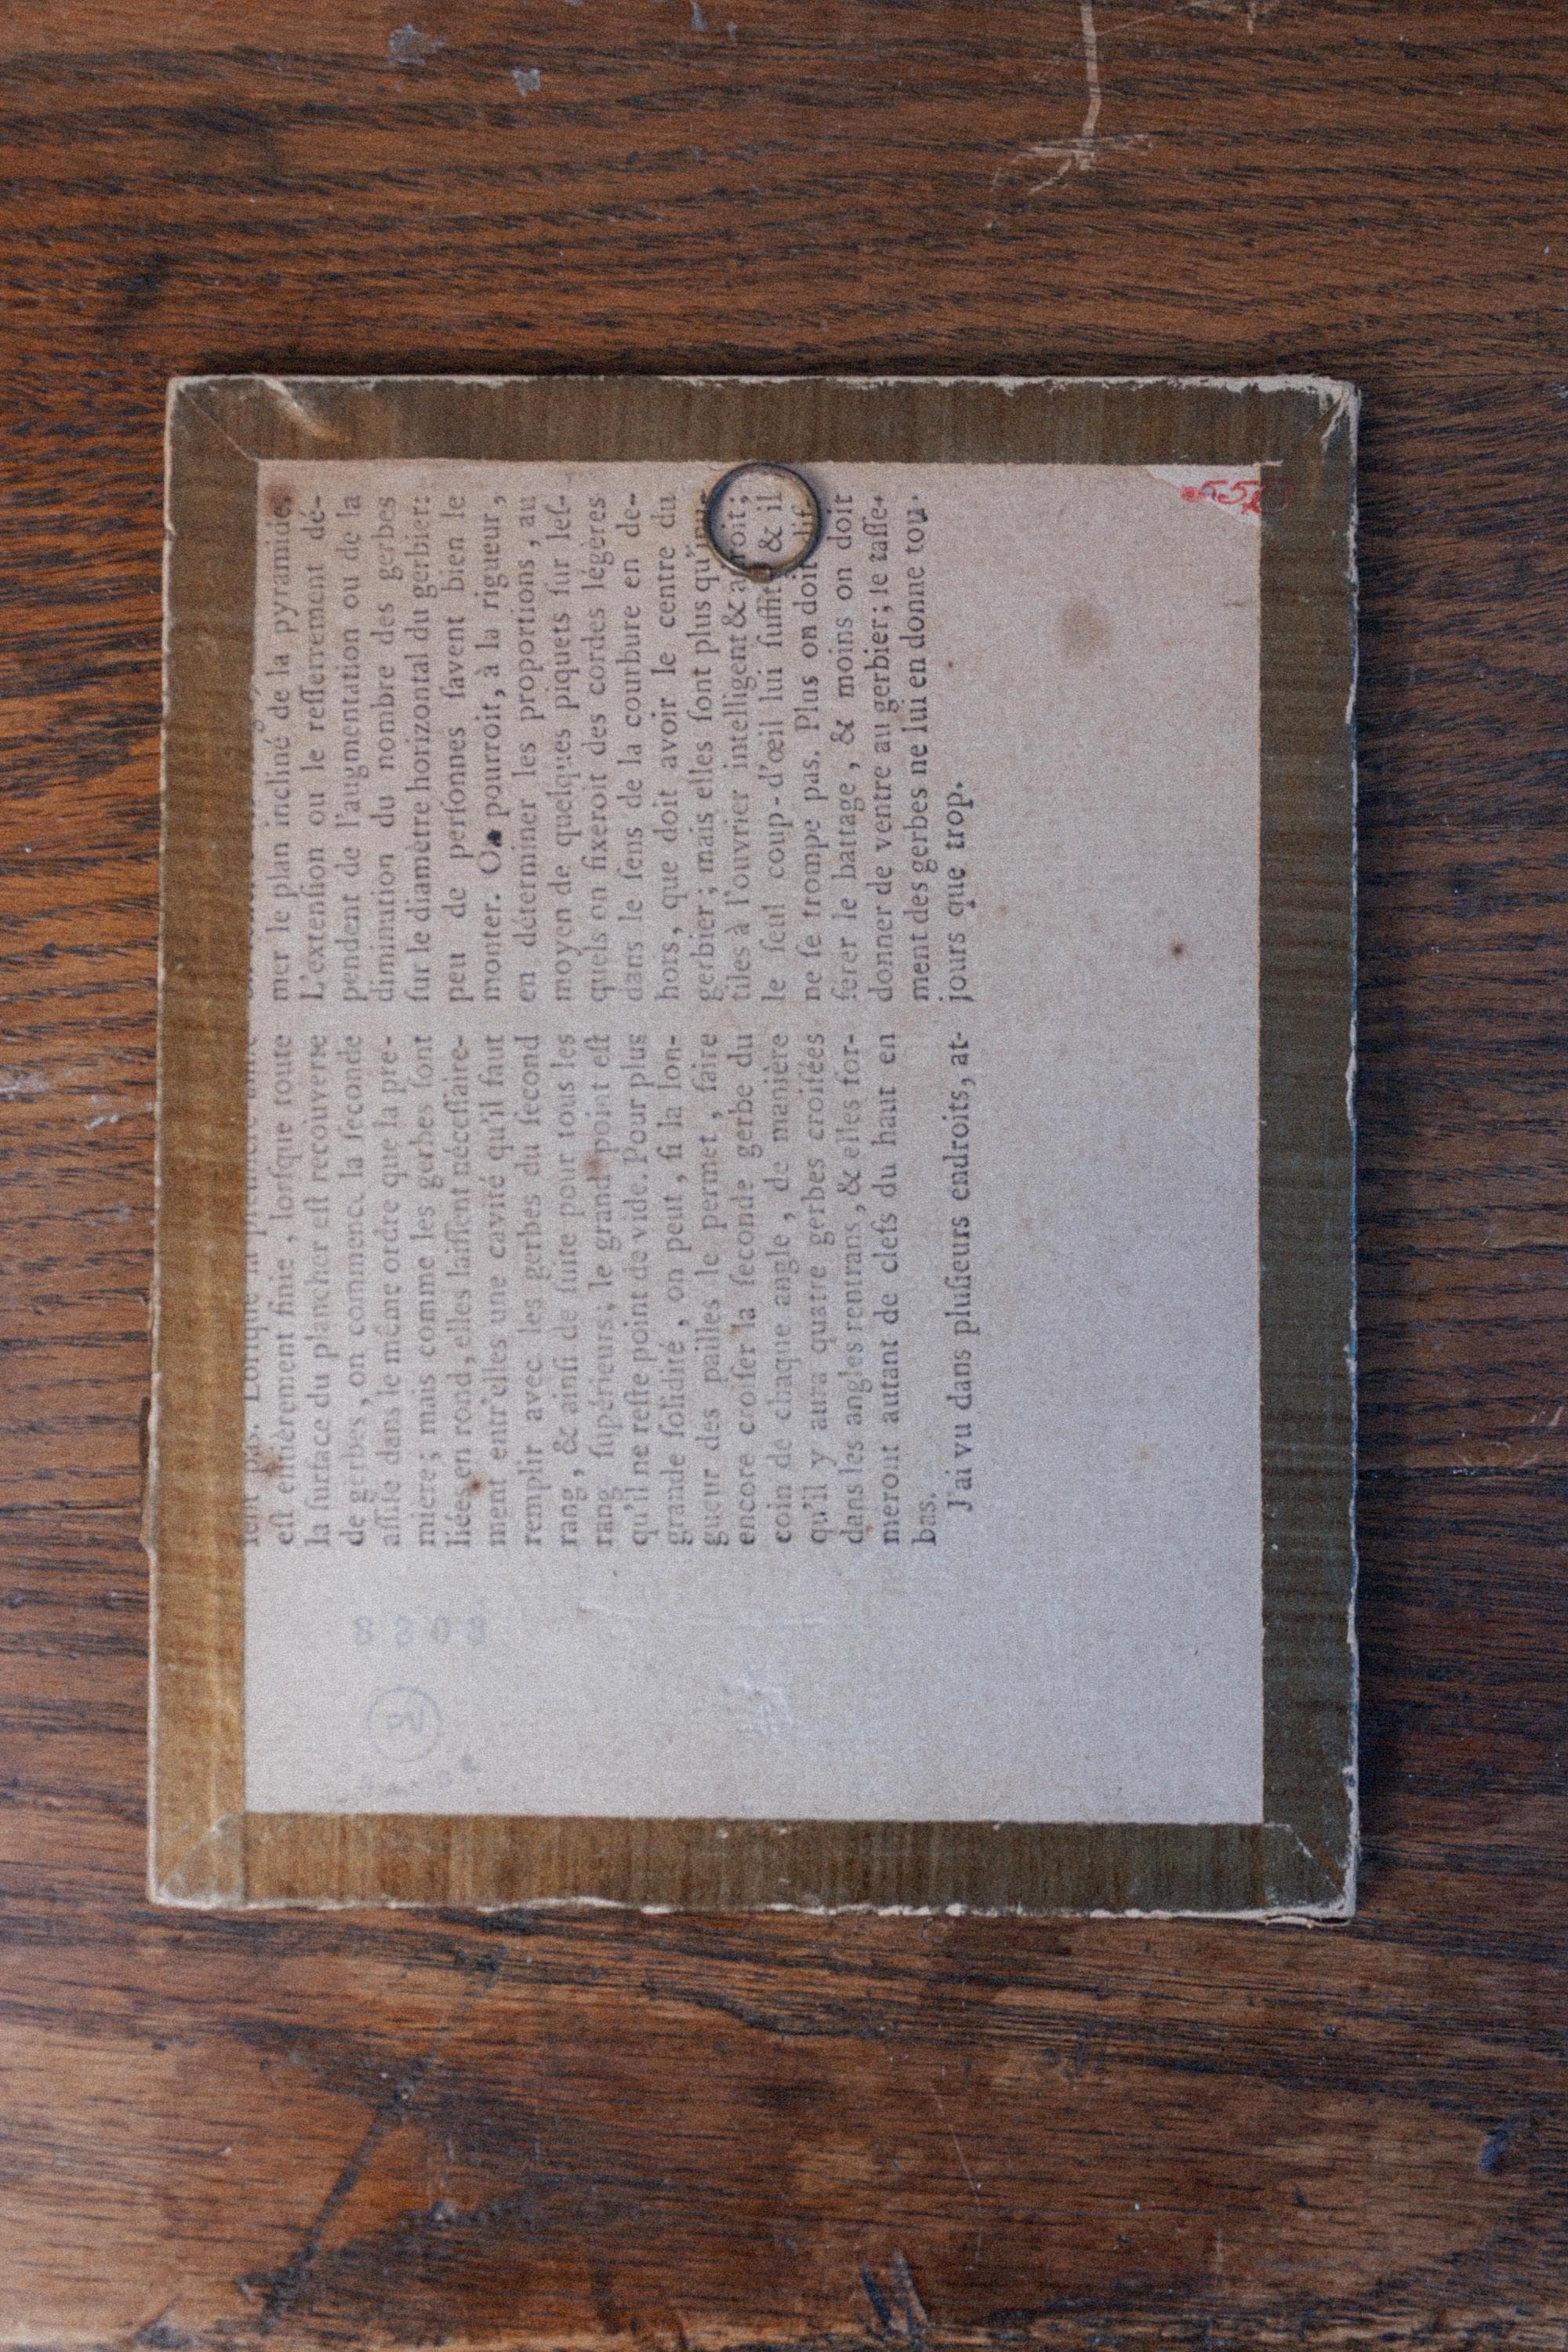 pas. Lorſque la
eſt entièrement finie, lorſque toute
la ſurface du plancher eſt recouverte
de gerbes, on commence la ſeconde
aſſiſe dans le même ordre que la pre-
mière; mais comme les gerbes ſont
liées en rond, elles laiſſent néceſſaire-
ment entr'elles une cavité qu'il faut
remplir avec les gerbes du ſecond
rang, & ainſi de ſuite pour tous les
rang ſupérieurs; le grand point eſt
qu'il ne reſte point de vide. Pour plus
grande ſolidité, on peut, ſi la lon-
gueur des pailles le permet, faire
encore croiſer la ſeconde gerbe du
coin de chaque angle, de manière
qu'il y aura quatre gerbes croiſées
dans les angles rentrans, & elles for-
meront autant de clefs du haut en
bas.
J'ai vu dans pluſieurs endroits, at-
mer le plan incliné de la pyramide.
L'extenſion ou le reſſerrement dé-
pendent de l'augmentation ou de la
diminution du nombre des gerbes
ſur le diamètre horizontal du gerbier:
peu de perſonnes ſavent bien le
monter. On pourroit, à la rigueur,
en déterminer les proportions, au
moyen de quelques piquets ſur leſ-
quels on fixeroit des cordes légères
dans le ſens de la courbure en de-
hors, que doit avoir le centre du
gerbier; mais elles ſont plus qu'inu-
tiles à l'ouvrier intelligent &
le ſeul coup-d'œil lui ſuffit & il
ne ſe trompe pas. Plus on doit dif-
férer le battage, & moins on doit
donner de ventre au gerbier; le taſſe-
ment des gerbes ne lui en donne tou-
jours que trop.